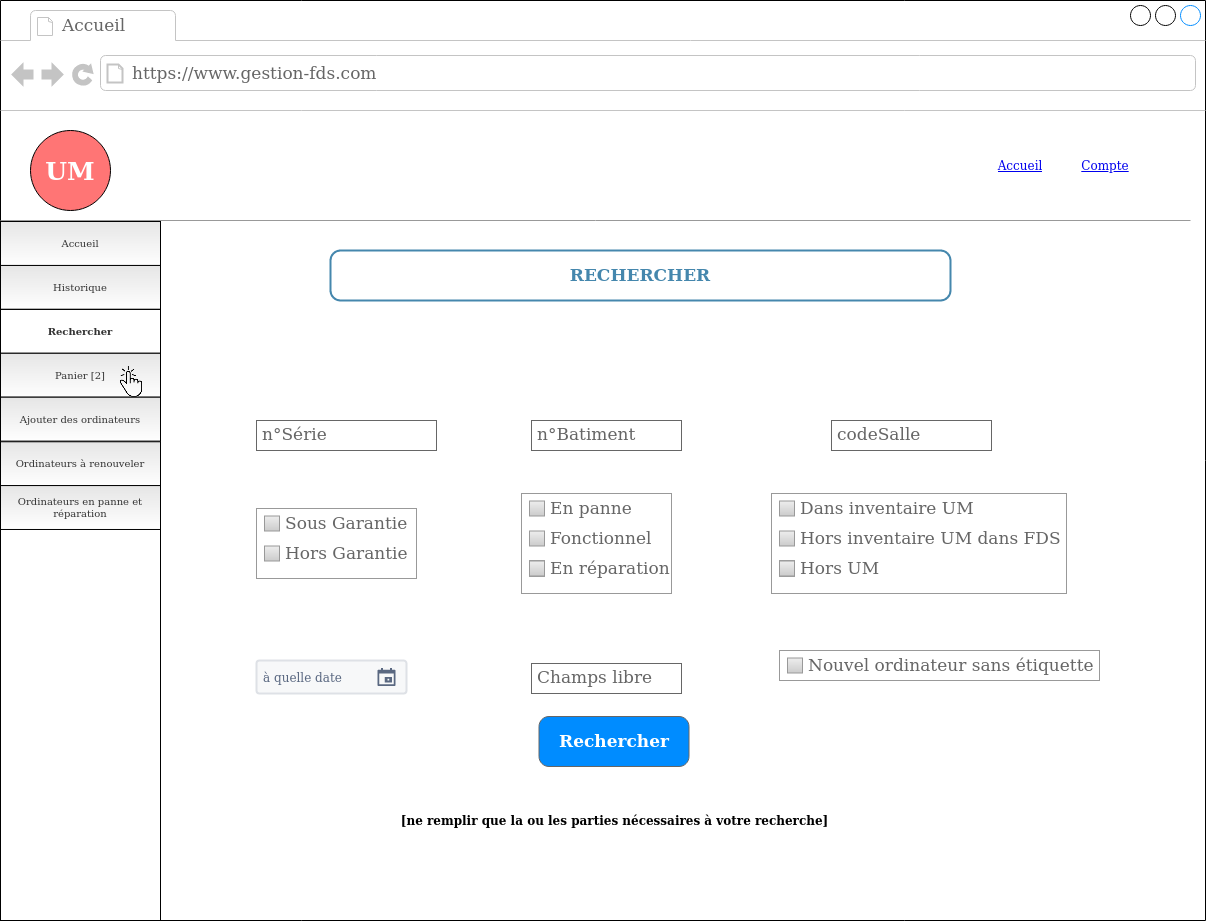 Accueil
https://www.gestion-fds.com
UM
Accueil Compte
Accueil
Historique
Rechercher
Panier [2]
Ajouter des ordinateurs
Ordinateurs à renouveler
Ordinateurs en panne et
réparation
RECHERCHER
n°Série n°Batiment codeSalle
Sous Garantie
Hors Garantie
En panne
Fonctionnel
En réparation
Dans inventaire UM
Hors inventaire UM dans FDS
Hors UM
à quelle date
Champs libre
Nouvel ordinateur sans étiquette
Rechercher
[ne remplir que la ou les parties nécessaires à votre recherche]